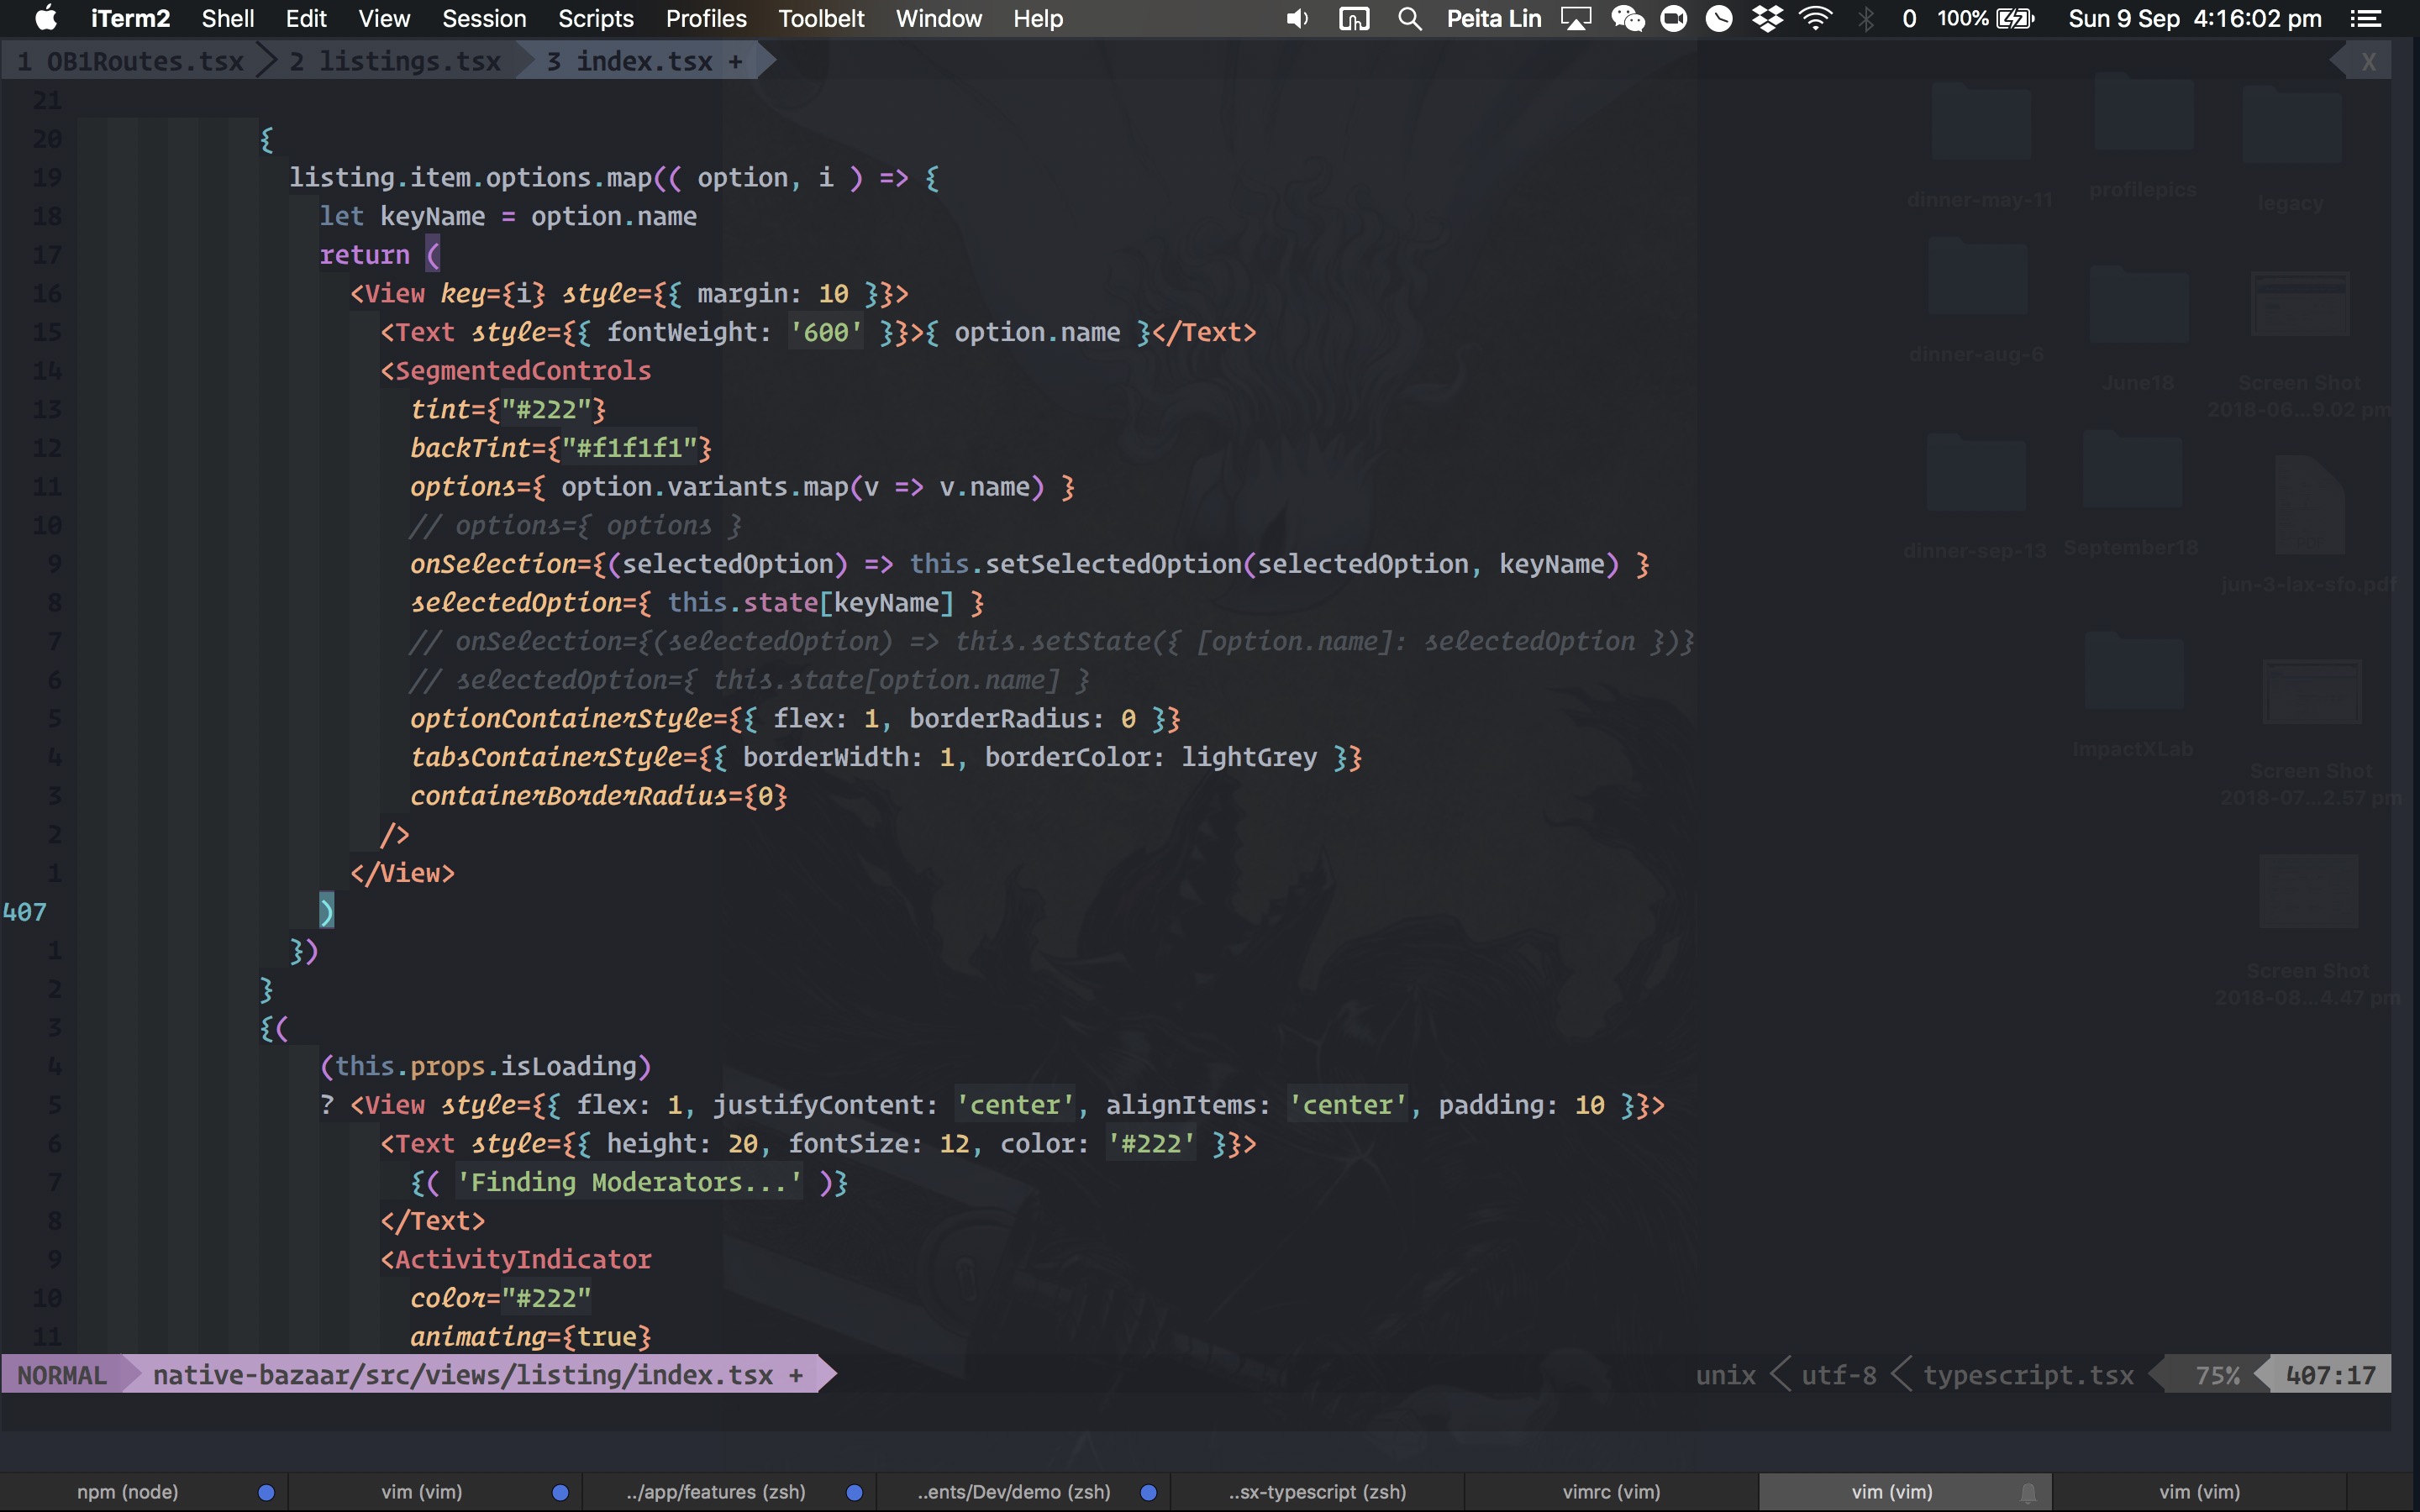 iTerm2 Shell Edit View Session Scripts Profiles Toolbelt Window Help Peita Lin 0 100% Sun 9 Sep 4:16:02 pm
1 OB1Routes.tsx 2 listings.tsx 3 index.tsx + X
21
20 {
19 listing.item.options.map(( option, i ) => {
18 let keyName = option.name
17 return (
16 <View key={i} style={{ margin: 10 }}>
15 <Text style={{ fontWeight: '600' }}>{ option.name }</Text>
14 <SegmentedControls
13 tint={"#222"}
12 backTint={"#f1f1f1"}
11 options={ option.variants.map(v => v.name) }
10 // options={ options }
9 onSelection={(selectedOption) => this.setSelectedOption(selectedOption, keyName) }
8 selectedOption={ this.state[keyName] }
7 // onSelection={(selectedOption) => this.setState({ [option.name]: selectedOption })}
6 // selectedOption={ this.state[option.name] }
5 optionContainerStyle={{ flex: 1, borderRadius: 0 }}
4 tabsContainerStyle={{ borderWidth: 1, borderColor: lightGrey }}
3 containerBorderRadius={0}
2 />
1 </View>
407 )
1 })
2 }
3 {(
4 (this.props.isLoading)
5 ? <View style={{ flex: 1, justifyContent: 'center', alignItems: 'center', padding: 10 }}>
6 <Text style={{ height: 20, fontSize: 12, color: '#222' }}>
7 {( 'Finding Moderators...' )}
8 </Text>
9 <ActivityIndicator
10 color="#222"
11 animating={true}
dinner-may-11 profilepics legacy
dinner-aug-6 June18 Screen Shot
2018-06...9.02 pm
dinner-sep-13 September18 jun-3-lax-sfo.pdf
ImpactXLab Screen Shot
2018-07...2.57 pm
Screen Shot
2018-08...4.47 pm
NORMAL native-bazaar/src/views/listing/index.tsx + unix utf-8 typescript.tsx 75% 407:17
npm (node) vim (vim) ../app/features (zsh) ..ents/Dev/demo (zsh) ..sx-typescript (zsh) vimrc (vim) vim (vim) vim (vim)